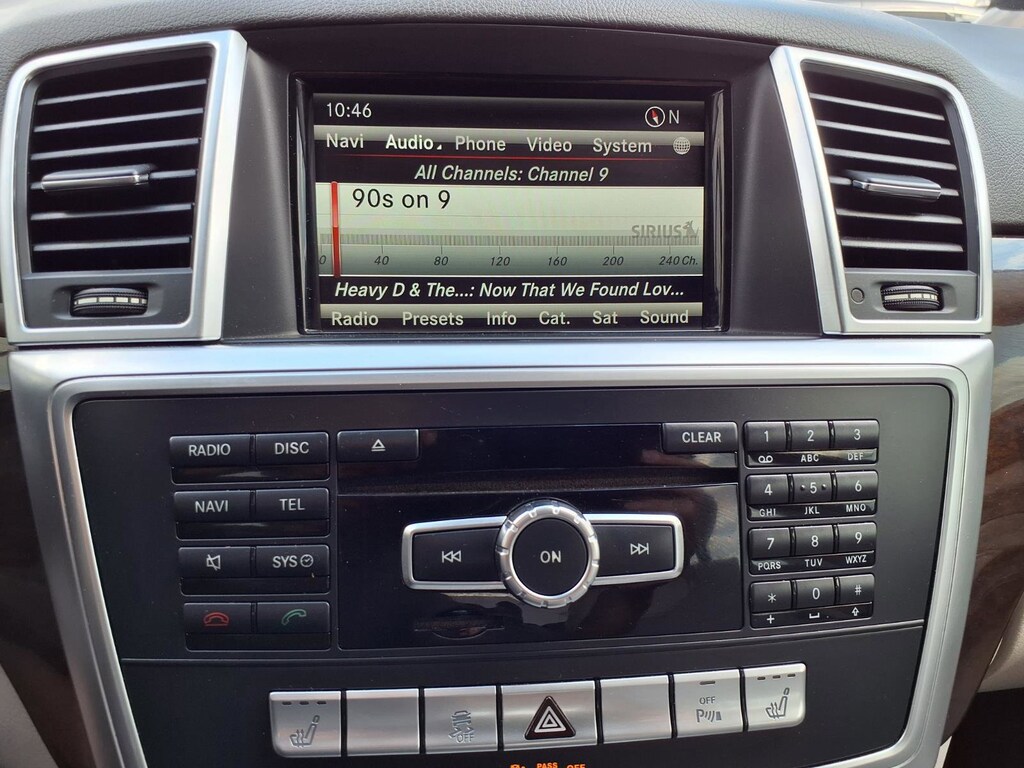 10:46 N
Navi Audio Phone Video System
All Channels: Channel 9
90s on 9
SIRIUS
0 40 80 120 160 200 240 Ch.
Heavy D & The...: Now That We Found Lov...
Radio Presets Info Cat. Sat Sound
RADIO DISC CLEAR 1 2 3
ABC DEF
NAVI TEL 4 5 6
GHI JKL MNO
SYS ON 7 8 9
PQRS TUV WXYZ
* 0 #
+
OFF OFF
PASS OFF